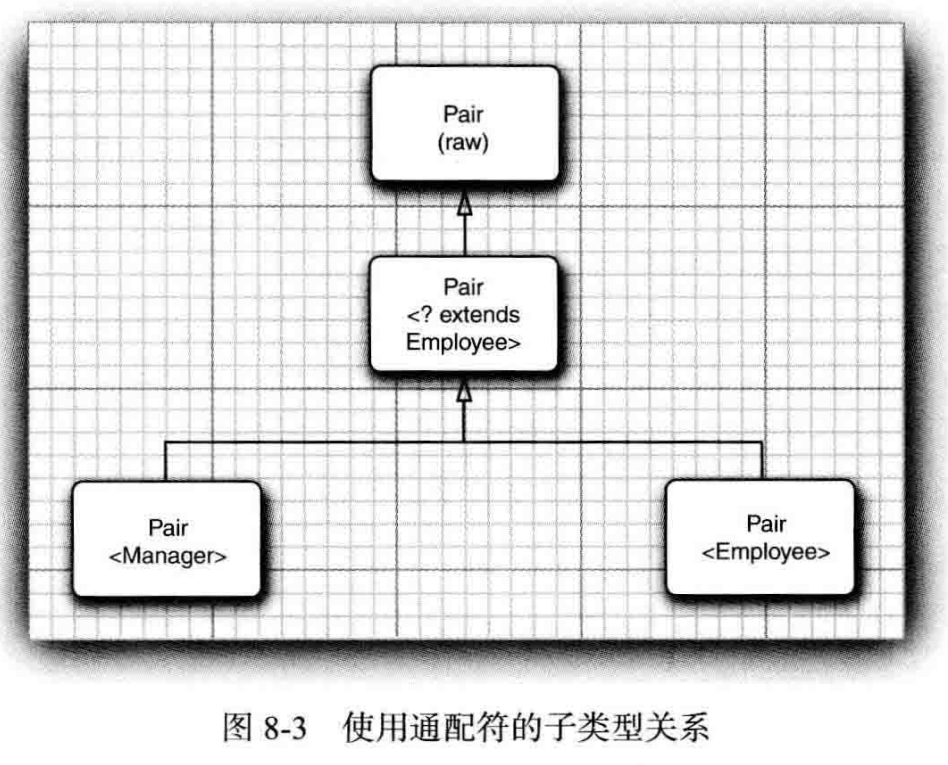 Pair
(raw)
Pair
<? extends
Employee>
Pair
<Manager>
Pair
<Employee>
图 8-3 使用通配符的子类型关系